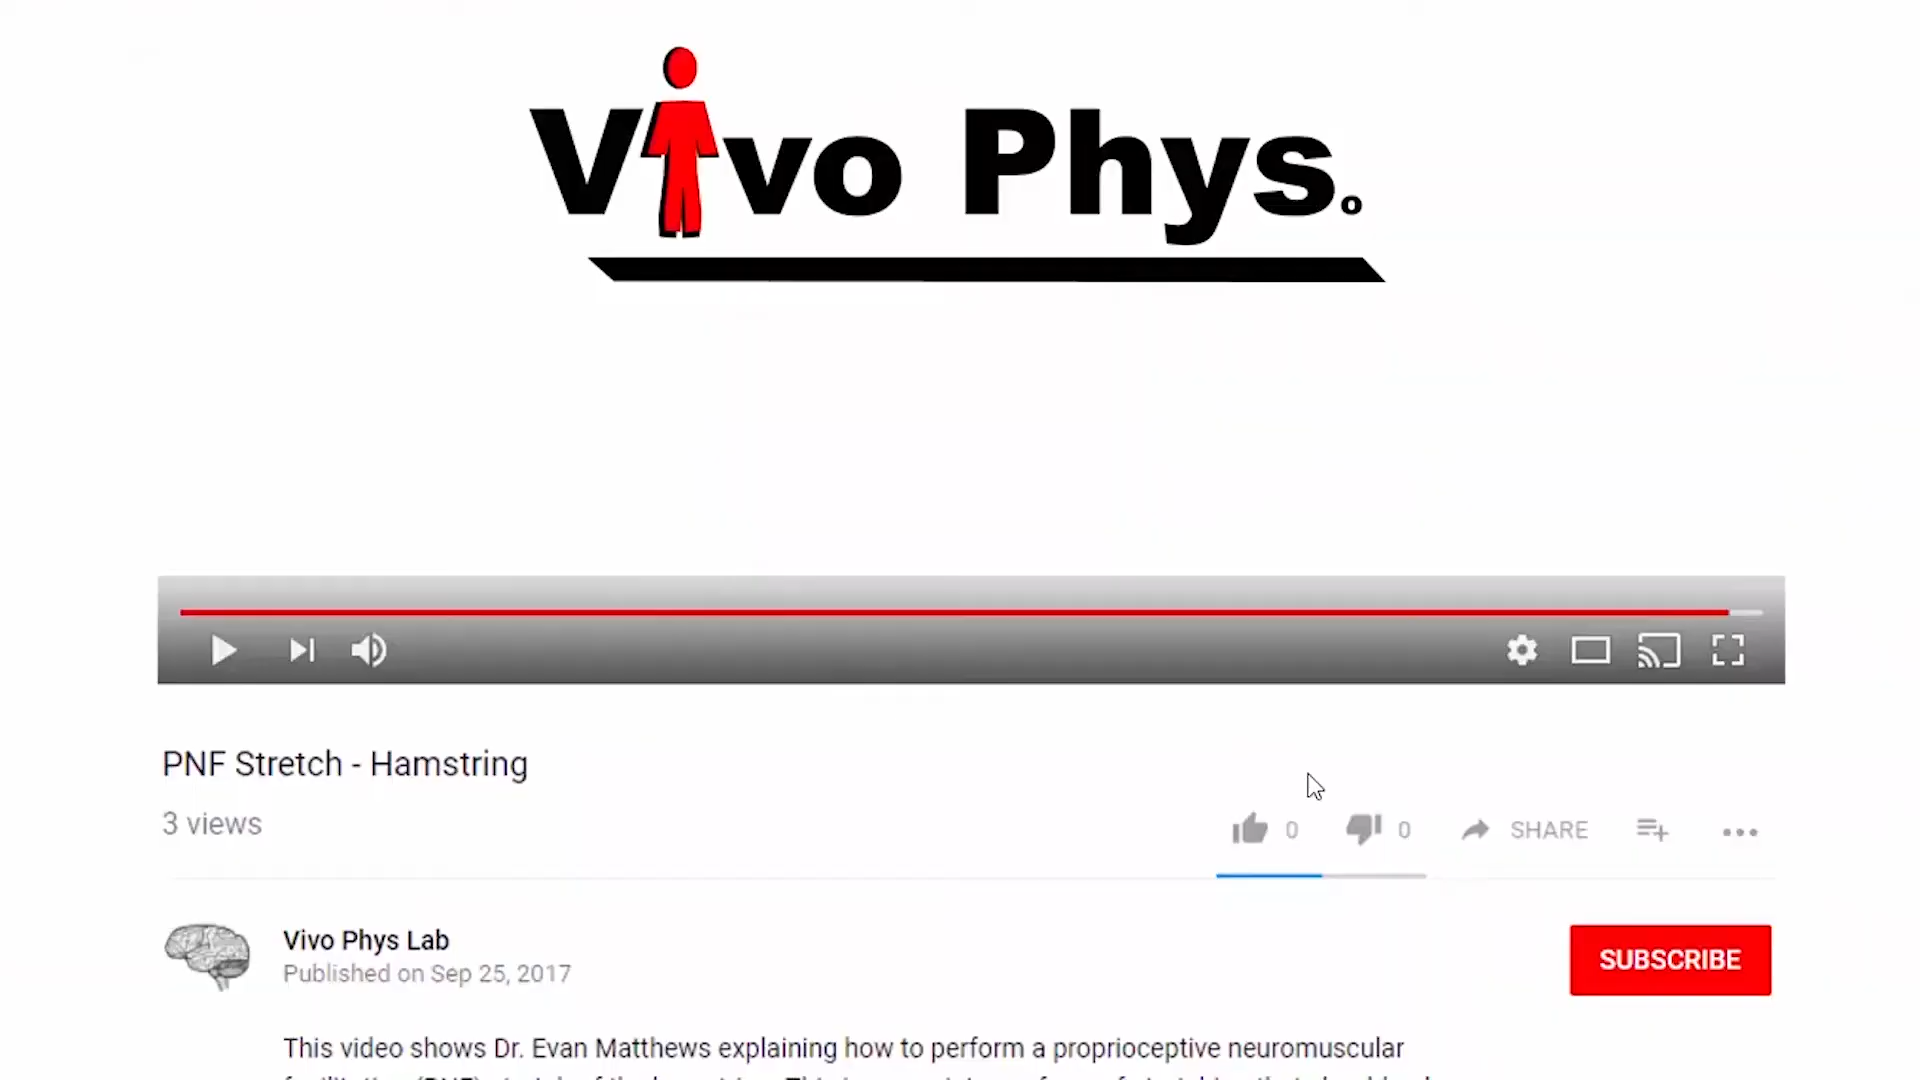 Vivo Phys.
PNF Stretch - Hamstring
3 views
0
0
SHARE
Vivo Phys Lab
Published on Sep 25, 2017
SUBSCRIBE
This video shows Dr. Evan Matthews explaining how to perform a proprioceptive neuromuscular